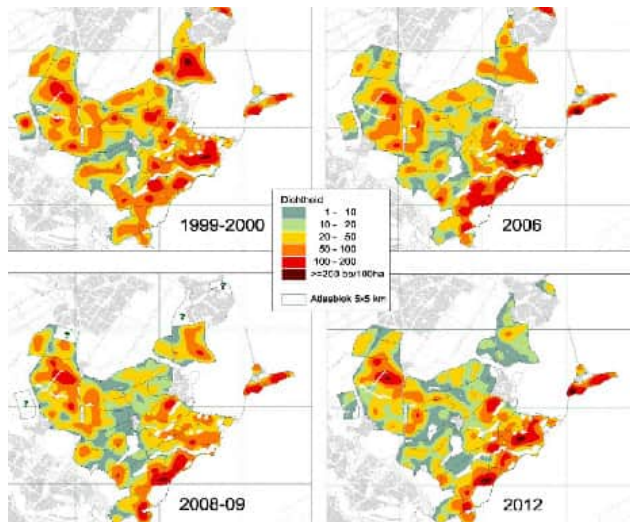 1999-2000
2006
Dichtheid
1 - 10
10 - 20
20 - 50
50 - 100
100 - 200
>=200 bp/100ha
Atlasblok 5x5 km
?
?
?
?
2008-09
2012